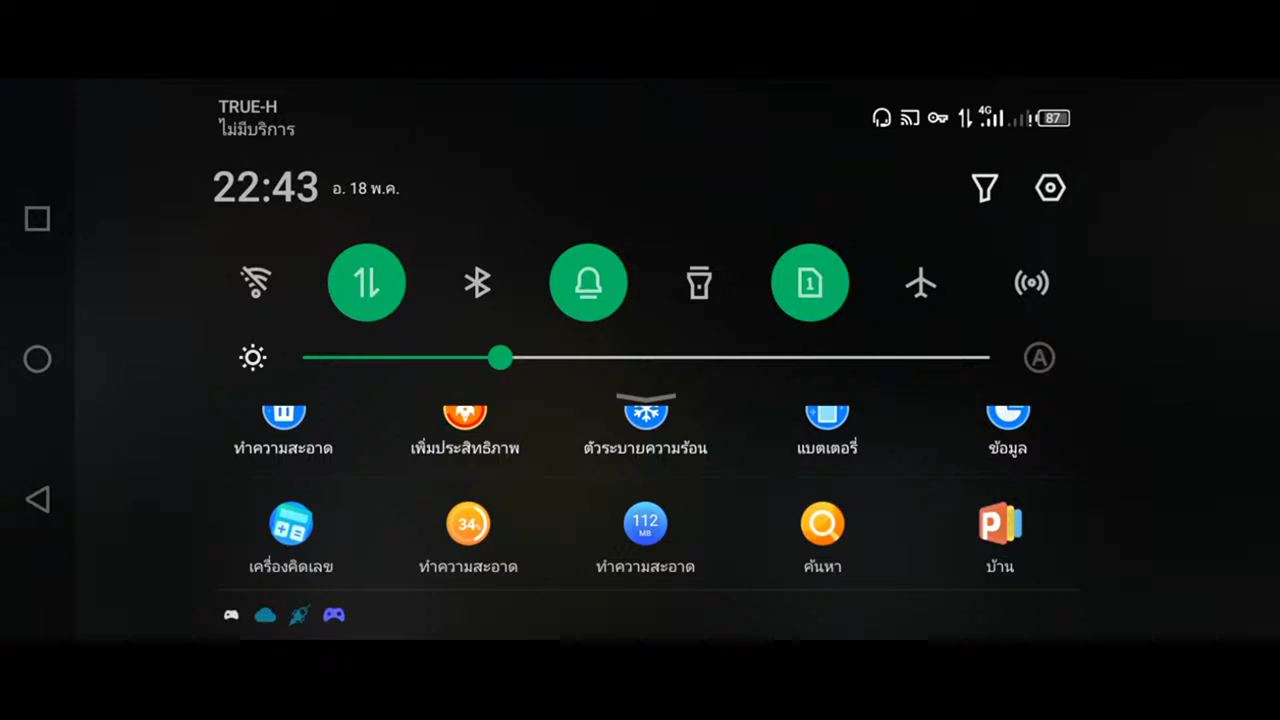 TRUE-H
ไม่มีบริการ
4G
87
22:43 อ. 18 พ.ค.
1
A
ทำความสะอาด เพิ่มประสิทธิภาพ ตัวระบายความร้อน แบตเตอรี่ ข้อมูล
34% 112 MB P
เครื่องคิดเลข ทำความสะอาด ทำความสะอาด ค้นหา บ้าน